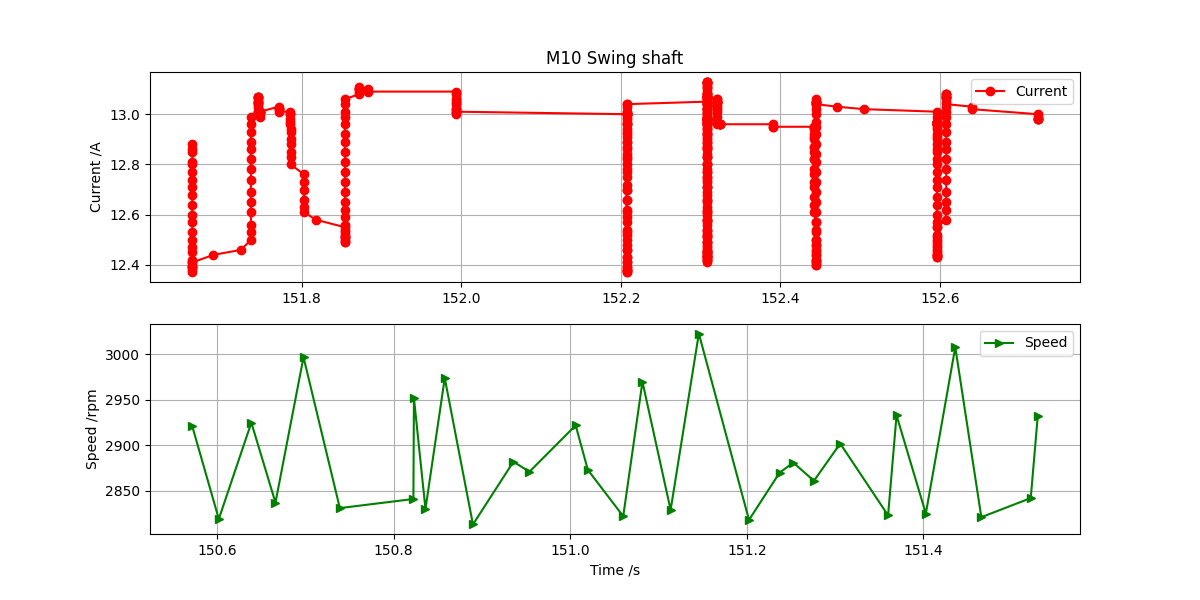 M10 Swing shaft
Current /A
13.0
12.8
12.6
12.4
Current
151.8 152.0 152.2 152.4 152.6
Speed /rpm
3000
2950
2900
2850
Speed
150.6 150.8 151.0 151.2 151.4
Time /s